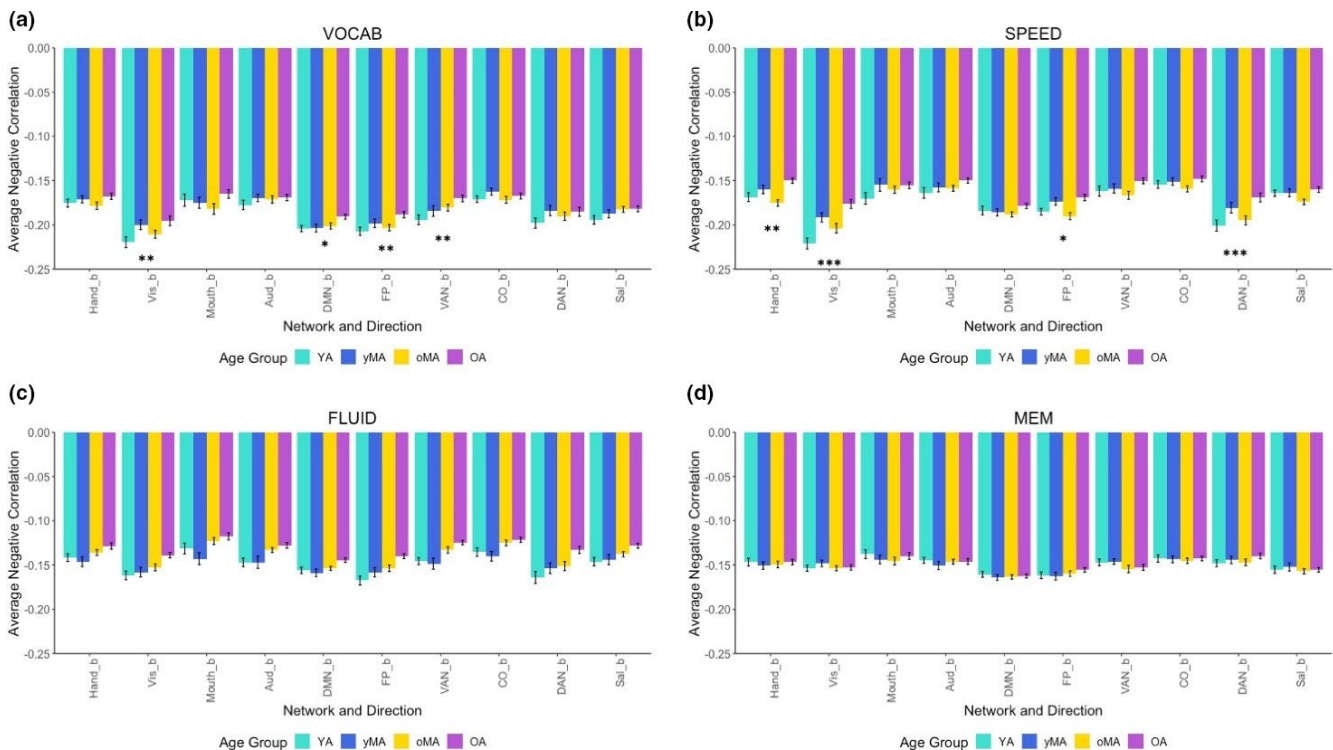 (a)
VOCAB
Average Negative Correlation
0.00
-0.05
-0.10
-0.15
-0.20
-0.25
** * ** **
Hand_b Vis_b Mouth_b Aud_b DMN_b FP_b VAN_b CO_b DAN_b Sal_b
Network and Direction
Age Group YA yMA oMA OA
(b)
SPEED
Average Negative Correlation
0.00
-0.05
-0.10
-0.15
-0.20
-0.25
** *** * ***
Hand_b Vis_b Mouth_b Aud_b DMN_b FP_b VAN_b CO_b DAN_b Sal_b
Network and Direction
Age Group YA yMA oMA OA
(c)
FLUID
Average Negative Correlation
0.00
-0.05
-0.10
-0.15
-0.20
-0.25
Hand_b Vis_b Mouth_b Aud_b DMN_b FP_b VAN_b CO_b DAN_b Sal_b
Network and Direction
Age Group YA yMA oMA OA
(d)
MEM
Average Negative Correlation
0.00
-0.05
-0.10
-0.15
-0.20
-0.25
Hand_b Vis_b Mouth_b Aud_b DMN_b FP_b VAN_b CO_b DAN_b Sal_b
Network and Direction
Age Group YA yMA oMA OA